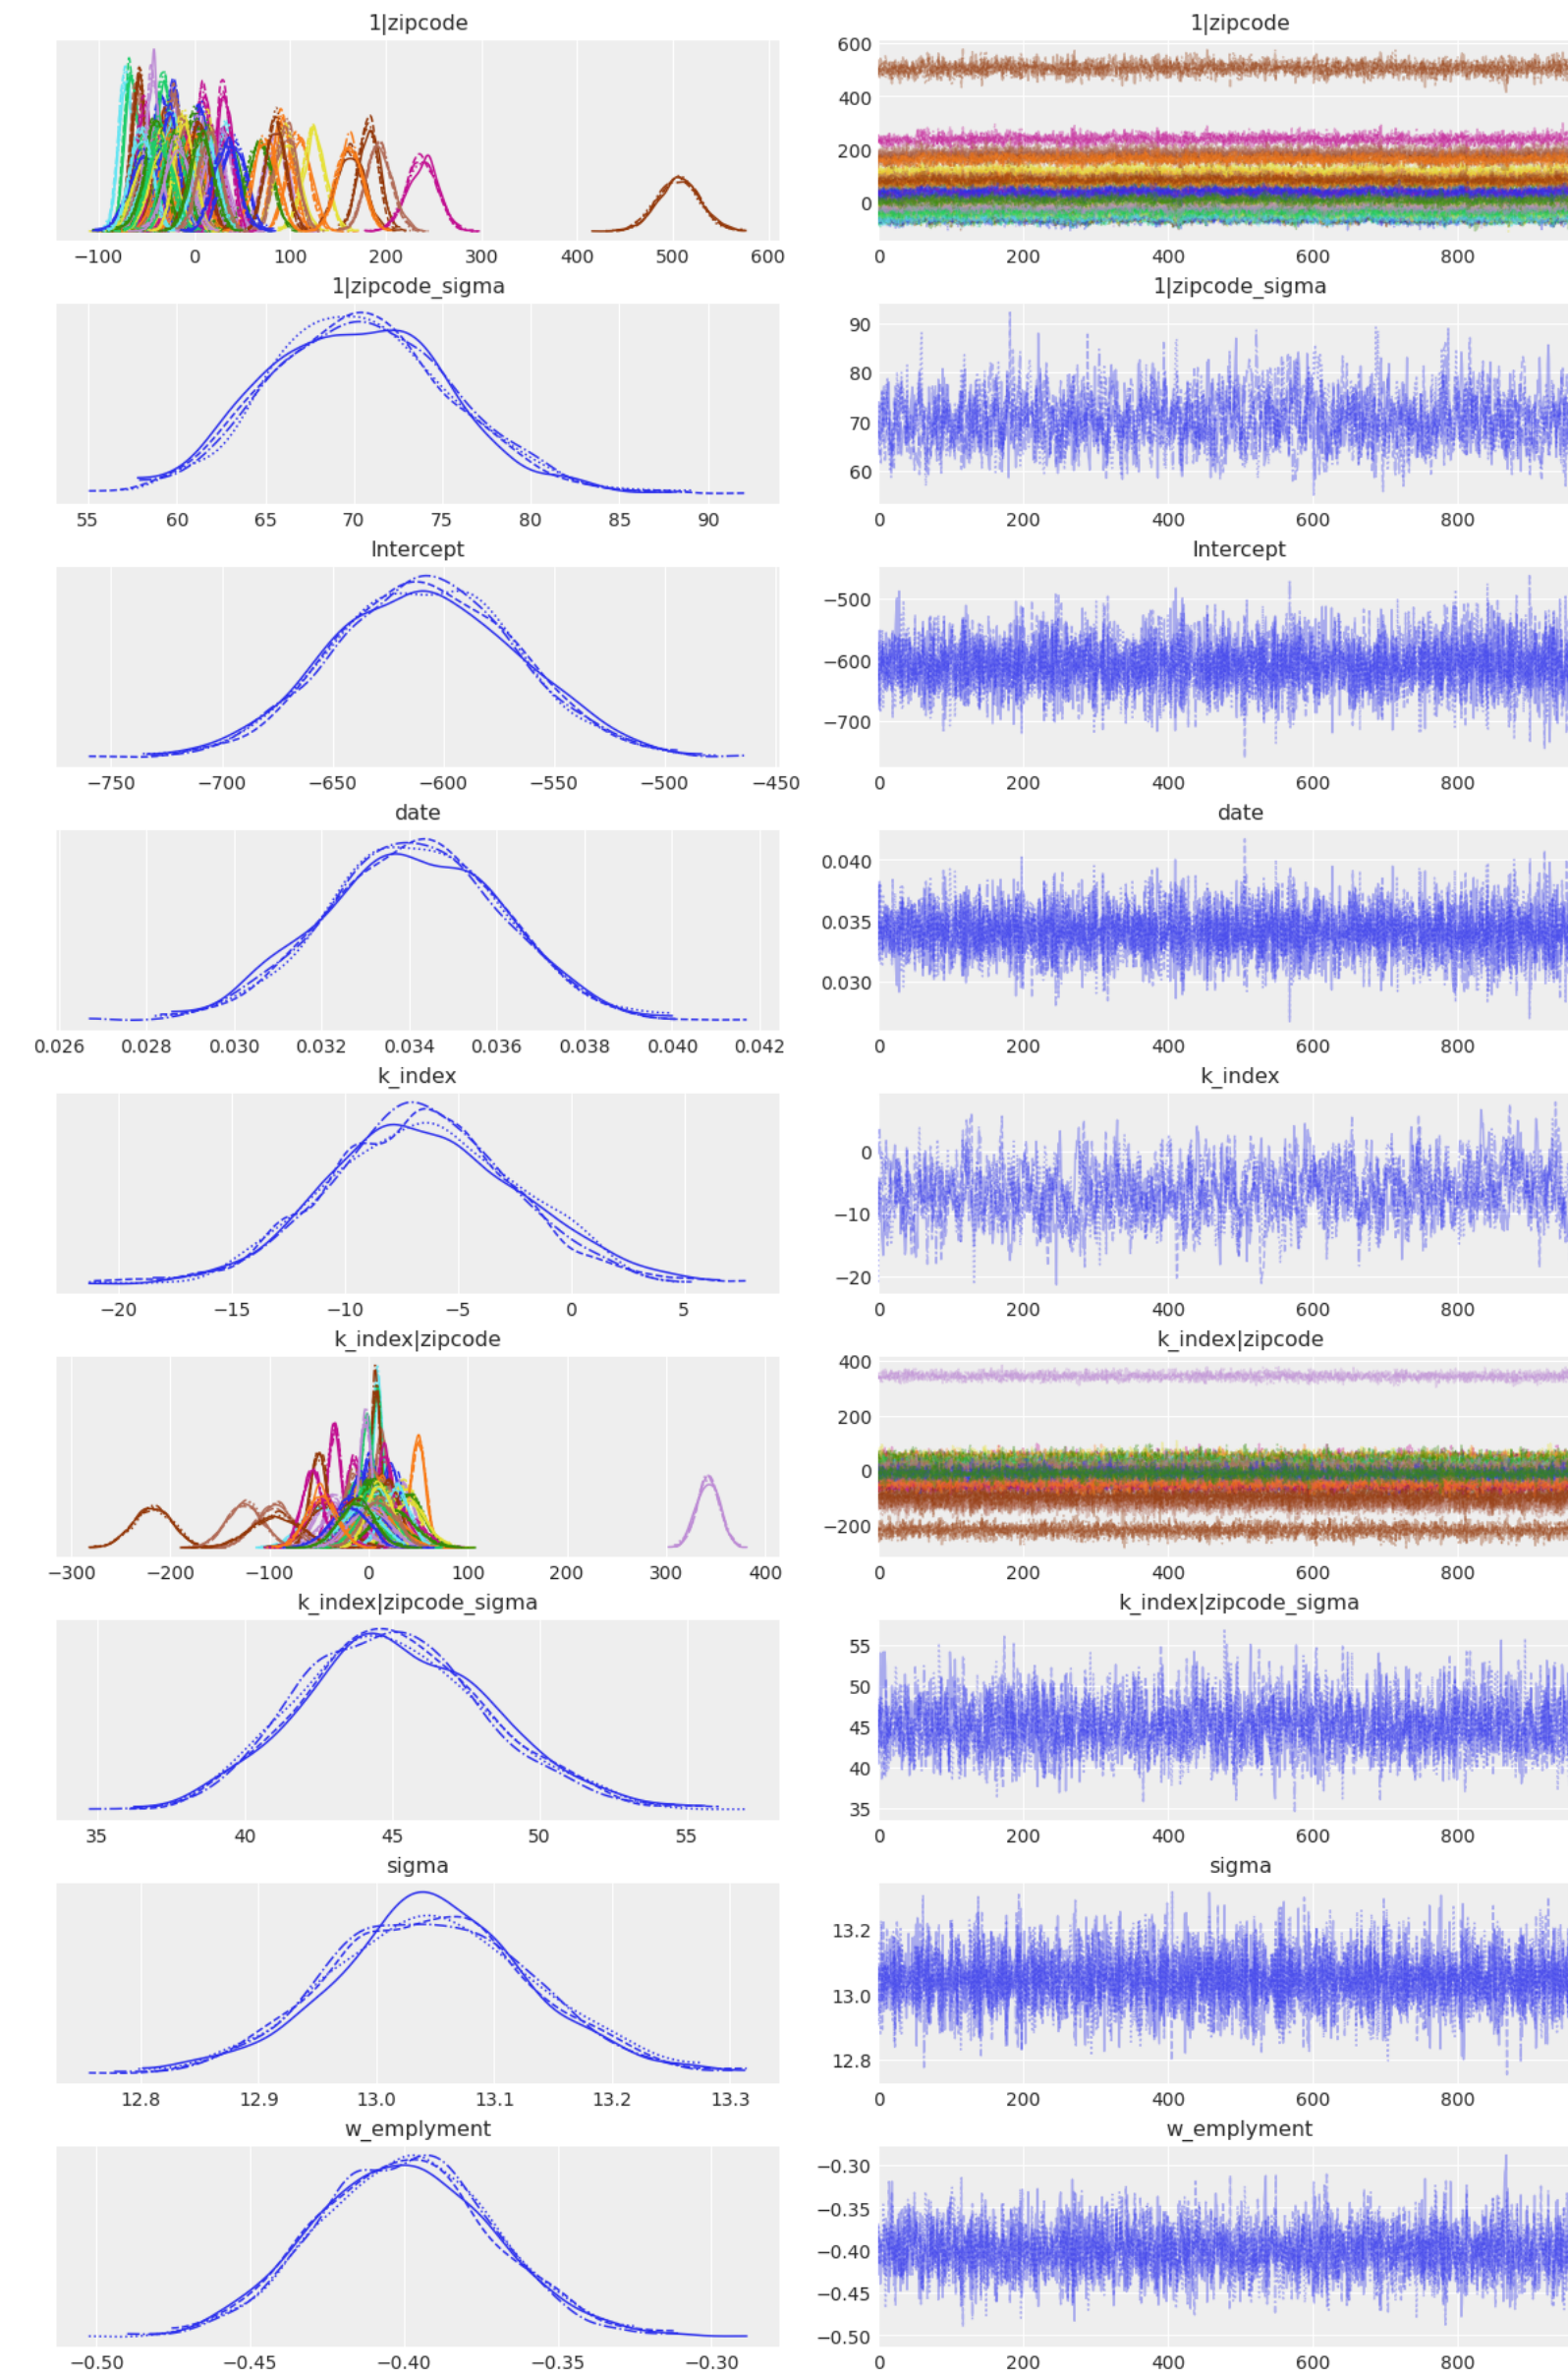 1|zipcode
1|zipcode
600
400
200
0
−100 0 100 200 300 400 500 600
0 200 400 600 800
1|zipcode_sigma
1|zipcode_sigma
90
80
70
60
55 60 65 70 75 80 85 90
0 200 400 600 800
Intercept
Intercept
−500
−600
−700
−750 −700 −650 −600 −550 −500 −450
0 200 400 600 800
date
date
0.040
0.035
0.030
0.026 0.028 0.030 0.032 0.034 0.036 0.038 0.040 0.042
0 200 400 600 800
k_index
k_index
0
−10
−20
−20 −15 −10 −5 0 5
0 200 400 600 800
k_index|zipcode
k_index|zipcode
400
200
0
−200
−300 −200 −100 0 100 200 300 400
0 200 400 600 800
k_index|zipcode_sigma
k_index|zipcode_sigma
55
50
45
40
35
35 40 45 50 55
0 200 400 600 800
sigma
sigma
13.2
13.0
12.8
12.8 12.9 13.0 13.1 13.2 13.3
0 200 400 600 800
w_emplyment
w_emplyment
−0.30
−0.35
−0.40
−0.45
−0.50
−0.50 −0.45 −0.40 −0.35 −0.30
0 200 400 600 800